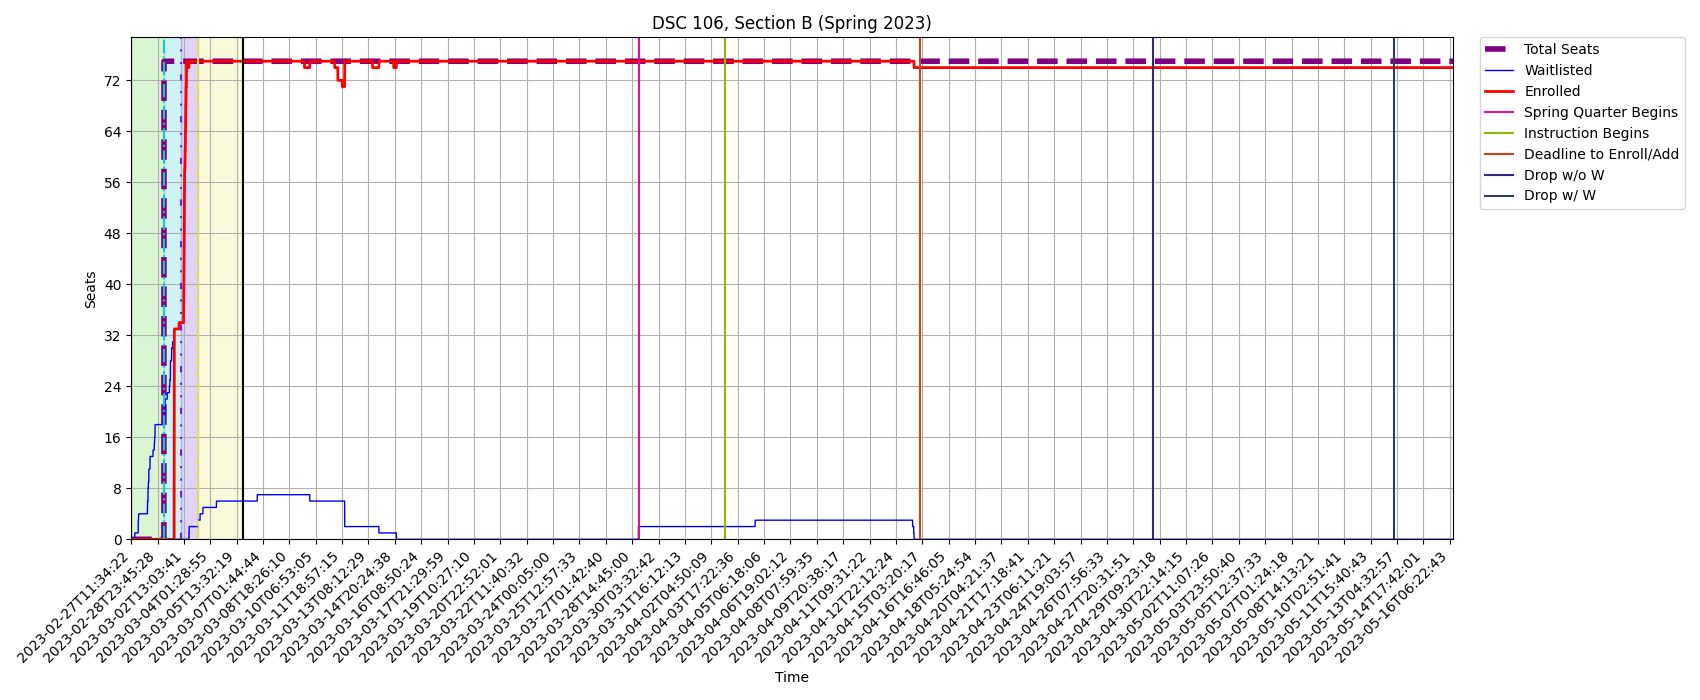 DSC 106, Section B (Spring 2023)
Seats
72
64
56
48
40
32
24
16
8
0
2023-02-27T11:34:22
2023-02-28T23:45:28
2023-03-02T13:03:41
2023-03-04T01:28:55
2023-03-05T13:32:19
2023-03-07T01:44:44
2023-03-08T18:26:10
2023-03-10T06:53:05
2023-03-11T18:57:15
2023-03-13T08:12:29
2023-03-14T20:24:38
2023-03-16T08:50:24
2023-03-17T21:29:59
2023-03-19T10:27:10
2023-03-20T22:52:01
2023-03-22T11:40:32
2023-03-24T00:05:00
2023-03-25T12:57:33
2023-03-27T01:42:40
2023-03-28T14:45:00
2023-03-30T03:32:42
2023-03-31T16:12:13
2023-04-02T04:50:09
2023-04-03T17:22:36
2023-04-05T06:18:06
2023-04-06T19:02:12
2023-04-08T07:59:35
2023-04-09T20:38:17
2023-04-11T09:31:22
2023-04-12T22:12:24
2023-04-15T03:20:17
2023-04-16T16:46:05
2023-04-18T05:24:54
2023-04-20T04:21:37
2023-04-21T17:18:41
2023-04-23T06:11:21
2023-04-24T19:03:57
2023-04-26T07:56:33
2023-04-27T20:31:51
2023-04-29T09:23:18
2023-04-30T22:14:15
2023-05-02T11:07:26
2023-05-03T23:50:40
2023-05-05T12:37:33
2023-05-07T01:24:18
2023-05-08T14:13:21
2023-05-10T02:51:41
2023-05-11T15:40:43
2023-05-13T04:32:57
2023-05-14T17:42:01
2023-05-16T06:22:43
Time
Total Seats
Waitlisted
Enrolled
Spring Quarter Begins
Instruction Begins
Deadline to Enroll/Add
Drop w/o W
Drop w/ W